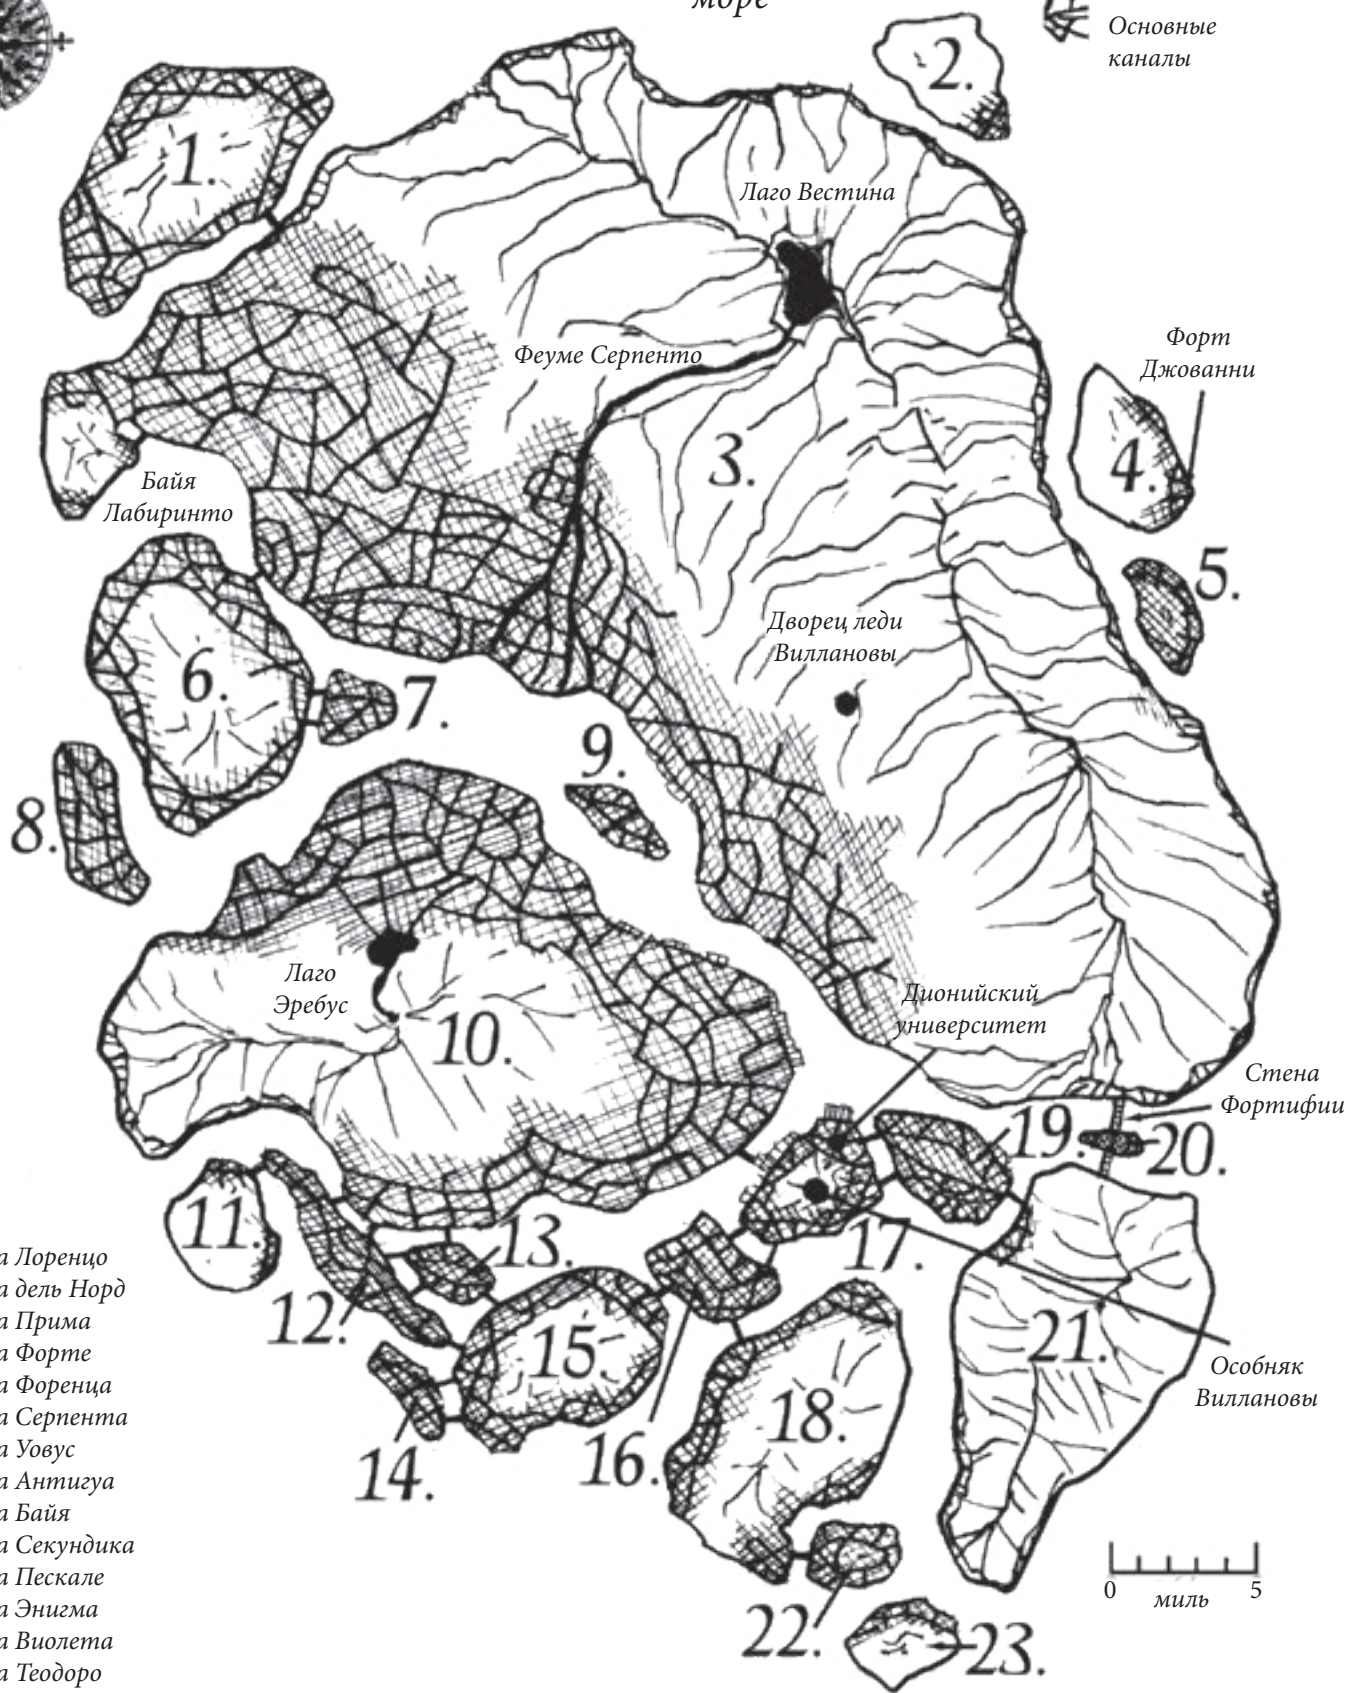 море
Основные
каналы
2.
1.
Лаго Вестина
Феуме Серпенто
Форт
Джованни
3.
4.
Байя
Лабиринто
5.
Дворец леди
Виллановы
6.
7.
9.
8.
Лаго
Эребус
10.
Дионийский
университет
Стена
Фортифии
19.
20.
11.
13.
17.
12.
15.
21.
Особняк
Виллановы
18.
14.
16.
0 миль 5
22.
23.
а Лоренцо
а дель Норд
а Прима
а Форте
а Форенца
а Серпента
а Уовус
а Антигуа
а Байя
а Секундика
а Пескале
а Энигма
а Виолета
а Теодоро